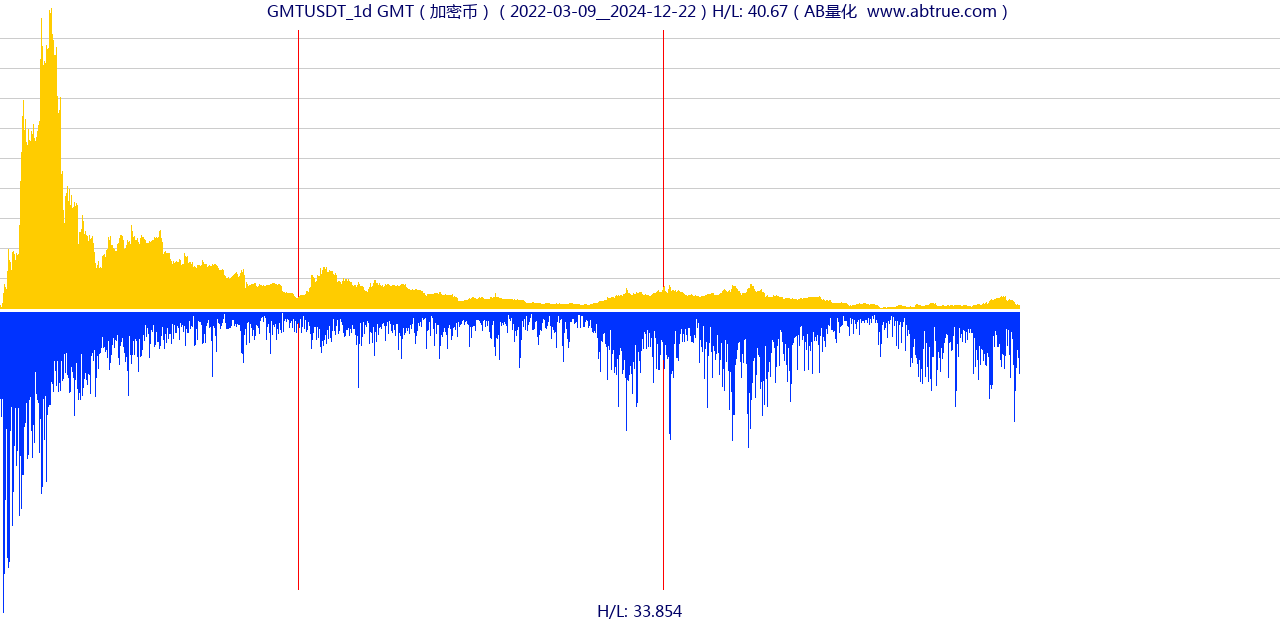 GMTUSDT_1d GMT ( 加密币 ) ( 2022-03-09__2024-12-22 ) H/L: 40.67 ( AB量化  www.abtrue.com )
H/L: 33.854